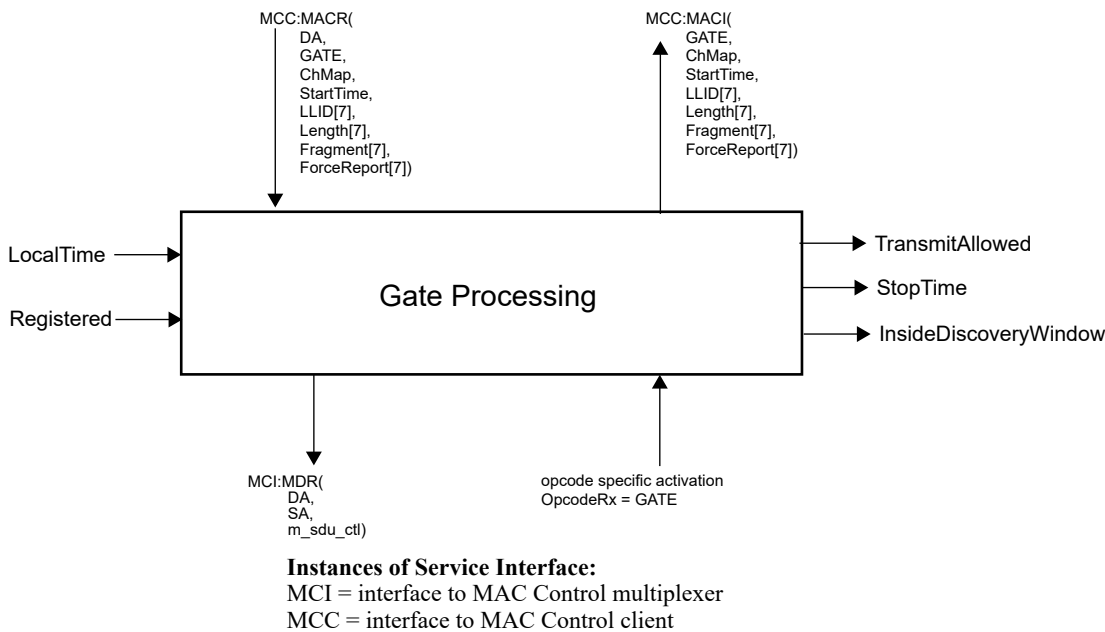 MCC:MACR(
DA,
GATE,
ChMap,
StartTime,
LLID[7],
Length[7],
Fragment[7],
ForceReport[7])
MCC:MACI(
GATE,
ChMap,
StartTime,
LLID[7],
Length[7],
Fragment[7],
ForceReport[7])
LocalTime
Registered
Gate Processing
TransmitAllowed
StopTime
InsideDiscoveryWindow
MCI:MDR(
DA,
SA,
m_sdu_ctl)
opcode specific activation
OpcodeRx = GATE
Instances of Service Interface:
MCI = interface to MAC Control multiplexer
MCC = interface to MAC Control client